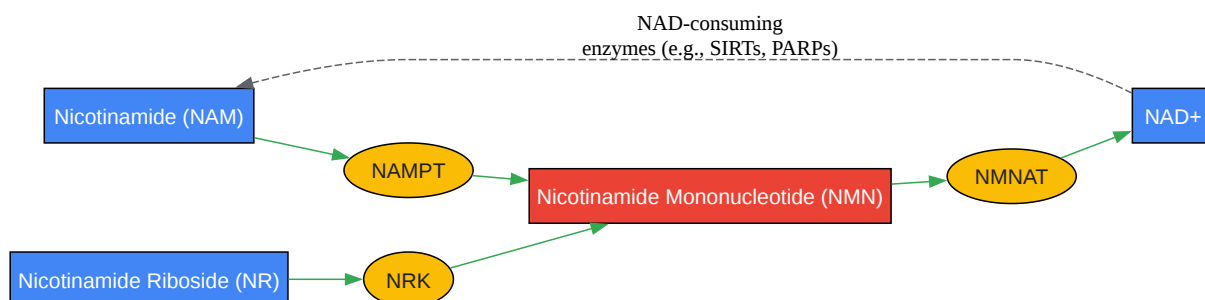 NAD-consuming
enzymes (e.g., SIRTs, PARPs)
Nicotinamide (NAM)
NAD+
NAMPT
NMNAT
Nicotinamide Mononucleotide (NMN)
Nicotinamide Riboside (NR)
NRK